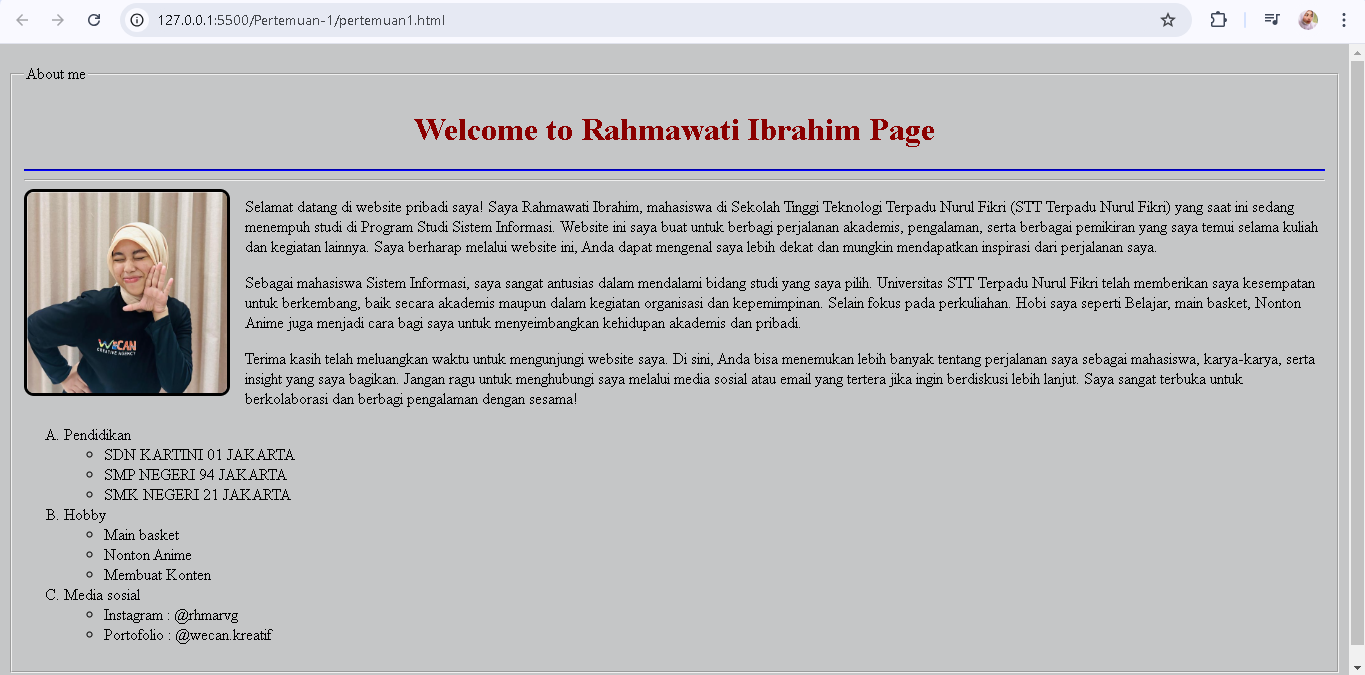 127.0.0.1:5500/Pertemuan-1/pertemuan1.html
About me
Welcome to Rahmawati Ibrahim Page
Selamat datang di website pribadi saya! Saya Rahmawati Ibrahim, mahasiswa di Sekolah Tinggi Teknologi Terpadu Nurul Fikri (STT Terpadu Nurul Fikri) yang saat ini sedang
menempuh studi di Program Studi Sistem Informasi. Website ini saya buat untuk berbagi perjalanan akademis, pengalaman, serta berbagai pemikiran yang saya temui selama kuliah
dan kegiatan lainnya. Saya berharap melalui website ini, Anda dapat mengenal saya lebih dekat dan mungkin mendapatkan inspirasi dari perjalanan saya.
Sebagai mahasiswa Sistem Informasi, saya sangat antusias dalam mendalami bidang studi yang saya pilih. Universitas STT Terpadu Nurul Fikri telah memberikan saya kesempatan
untuk berkembang, baik secara akademis maupun dalam kegiatan organisasi dan kepemimpinan. Selain fokus pada perkuliahan. Hobi saya seperti Belajar, main basket, Nonton
Anime juga menjadi cara bagi saya untuk menyeimbangkan kehidupan akademis dan pribadi.
Terima kasih telah meluangkan waktu untuk mengunjungi website saya. Di sini, Anda bisa menemukan lebih banyak tentang perjalanan saya sebagai mahasiswa, karya-karya, serta
insight yang saya bagikan. Jangan ragu untuk menghubungi saya melalui media sosial atau email yang tertera jika ingin berdiskusi lebih lanjut. Saya sangat terbuka untuk
berkolaborasi dan berbagi pengalaman dengan sesama!
WECAN
CREATIVE AGENCY
A. Pendidikan
SDN KARTINI 01 JAKARTA
SMP NEGERI 94 JAKARTA
SMK NEGERI 21 JAKARTA
B. Hobby
Main basket
Nonton Anime
Membuat Konten
C. Media sosial
Instagram : @rhmarvg
Portofolio : @wecan.kreatif